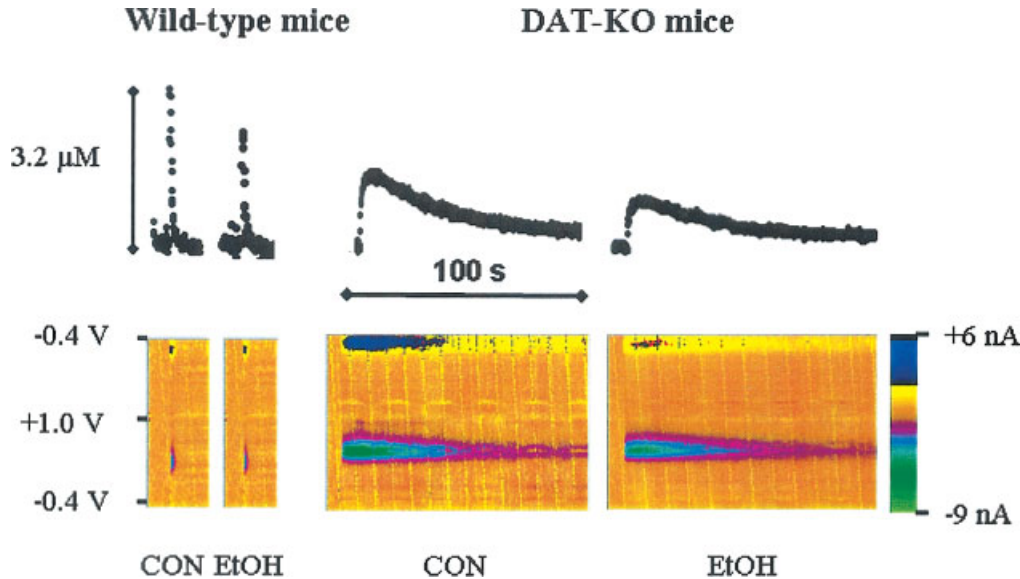 Wild-type mice DAT-KO mice
3.2 µM
100 s
-0.4 V +6 nA
+1.0 V
-0.4 V -9 nA
CON EtOH CON EtOH